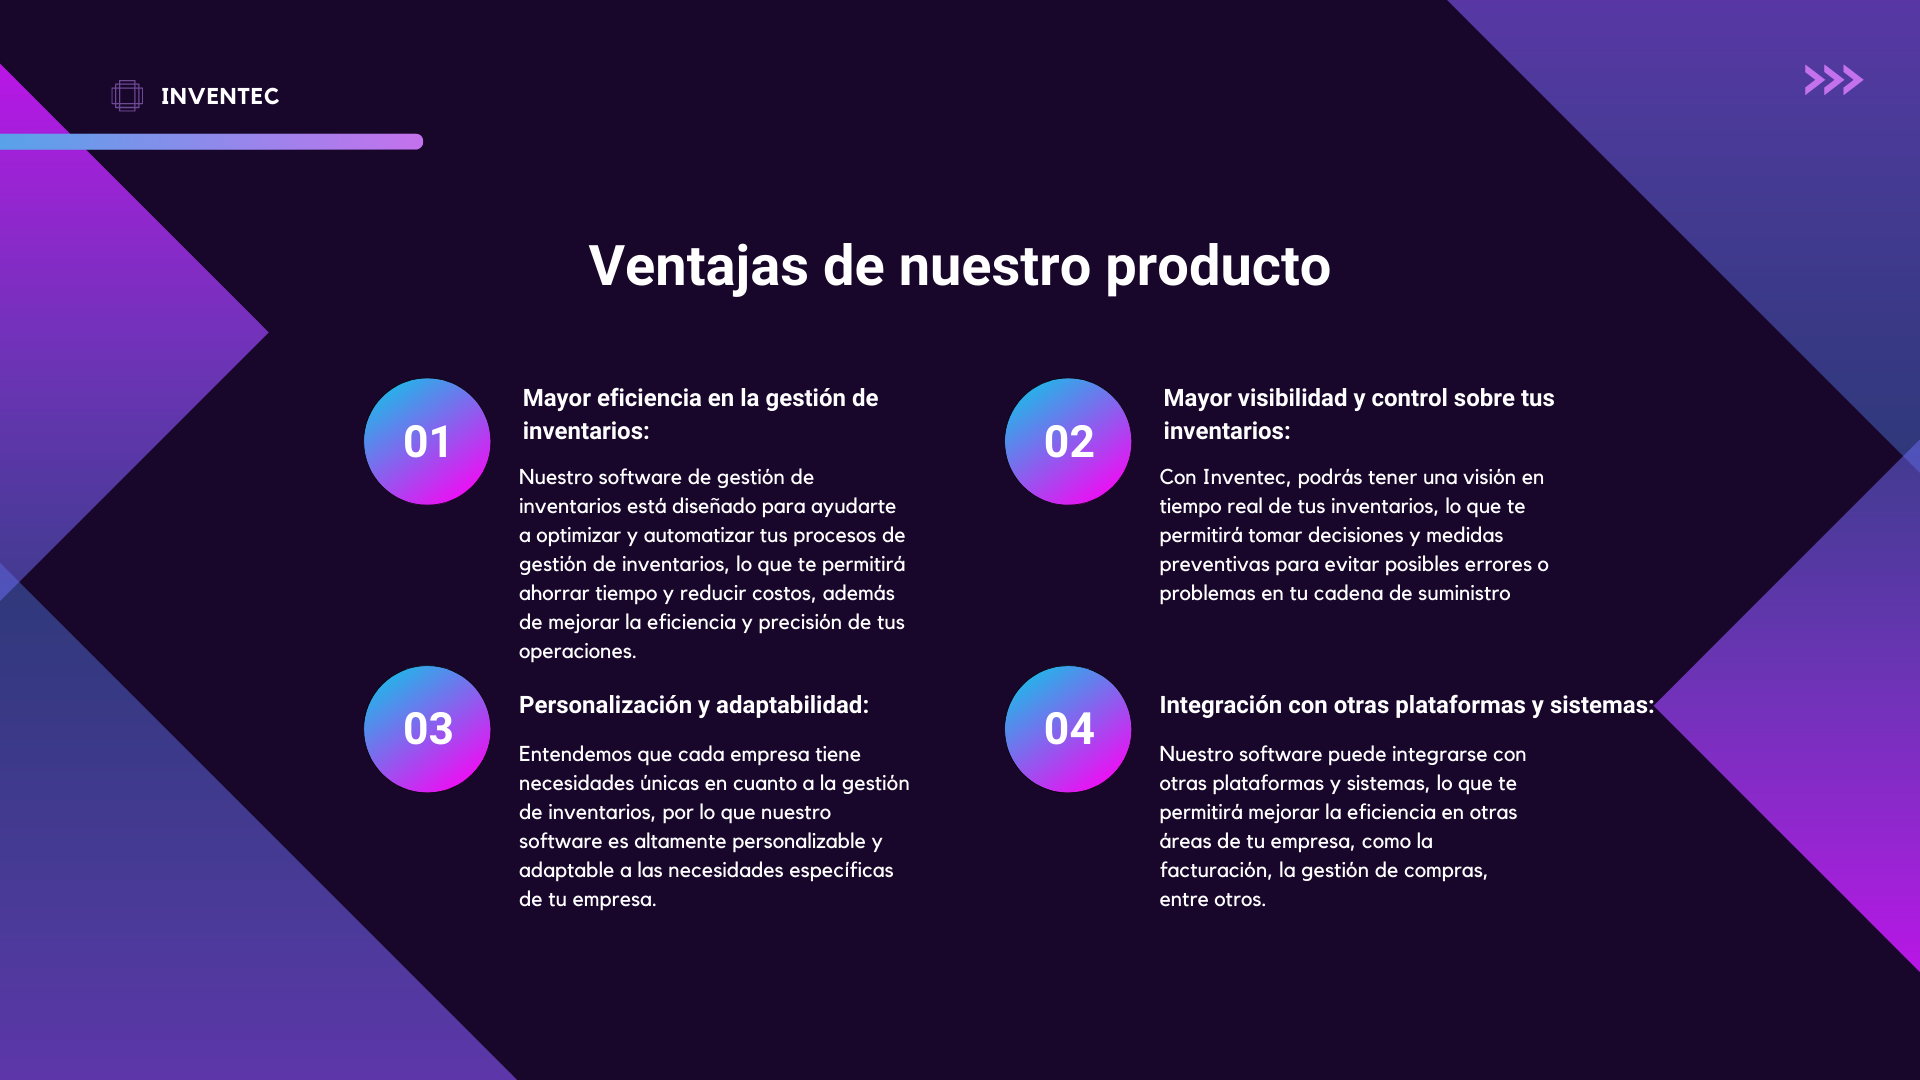 INVENTEC
Ventajas de nuestro producto
01
Mayor eficiencia en la gestión de
inventarios:
Nuestro software de gestión de
inventarios está diseñado para ayudarte
a optimizar y automatizar tus procesos de
gestión de inventarios, lo que te permitirá
ahorrar tiempo y reducir costos, además
de mejorar la eficiencia y precisión de tus
operaciones.
02
Mayor visibilidad y control sobre tus
inventarios:
Con Inventec, podrás tener una visión en
tiempo real de tus inventarios, lo que te
permitirá tomar decisiones y medidas
preventivas para evitar posibles errores o
problemas en tu cadena de suministro
03
Personalización y adaptabilidad:
Entendemos que cada empresa tiene
necesidades únicas en cuanto a la gestión
de inventarios, por lo que nuestro
software es altamente personalizable y
adaptable a las necesidades específicas
de tu empresa.
04
Integración con otras plataformas y sistemas:
Nuestro software puede integrarse con
otras plataformas y sistemas, lo que te
permitirá mejorar la eficiencia en otras
áreas de tu empresa, como la
facturación, la gestión de compras,
entre otros.